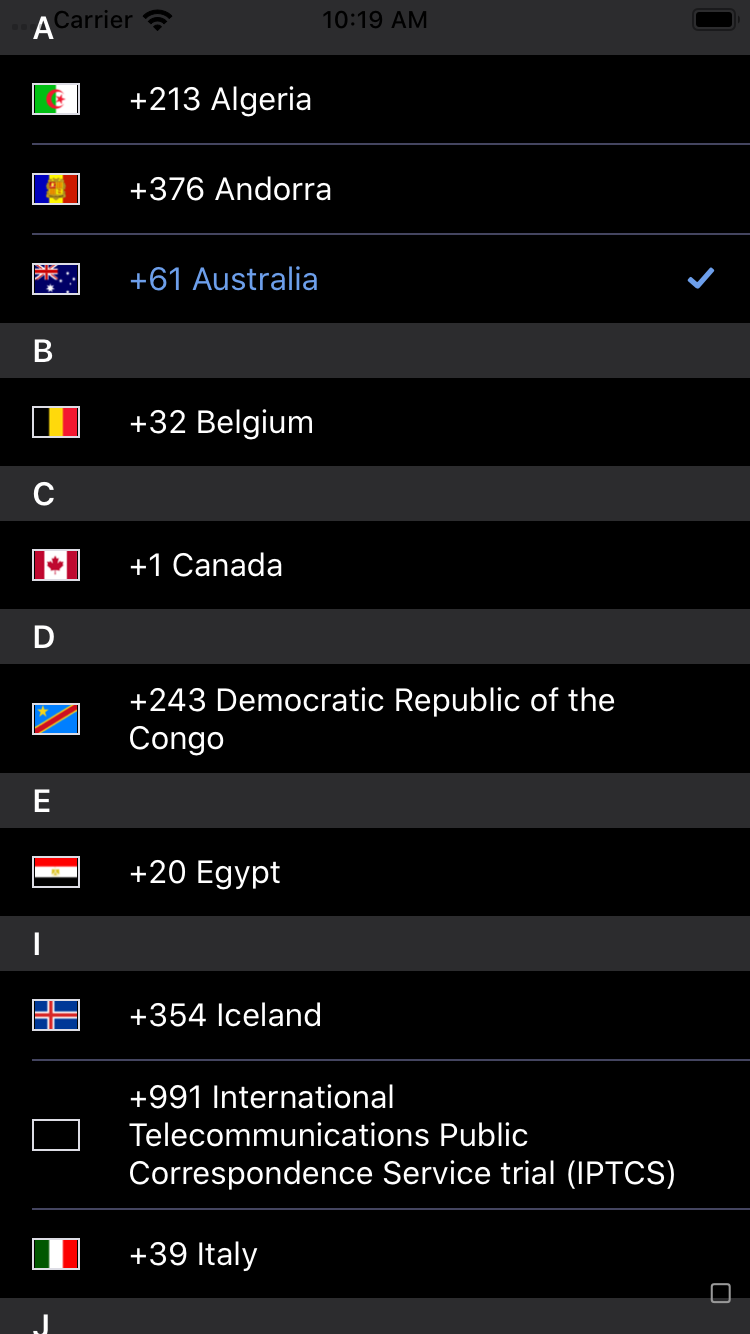 Carrier 10:19 AM
A
+213 Algeria
+376 Andorra
+61 Australia
B
+32 Belgium
C
+1 Canada
D
+243 Democratic Republic of the
Congo
E
+20 Egypt
I
+354 Iceland
+991 International
Telecommunications Public
Correspondence Service trial (IPTCS)
+39 Italy
J